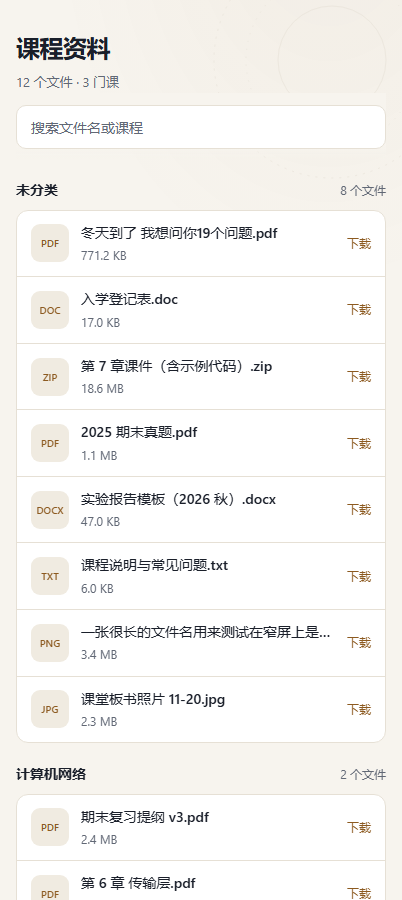 课程资料
12 个文件 · 3 门课
搜索文件名或课程
未分类
8 个文件
PDF
冬天到了 我想问你19个问题.pdf
771.2 KB
下载
DOC
入学登记表.doc
17.0 KB
下载
ZIP
第 7 章课件（含示例代码）.zip
18.6 MB
下载
PDF
2025 期末真题.pdf
1.1 MB
下载
DOCX
实验报告模板（2026 秋）.docx
47.0 KB
下载
TXT
课程说明与常见问题.txt
6.0 KB
下载
PNG
一张很长的文件名用来测试在窄屏上是...
3.4 MB
下载
JPG
课堂板书照片 11-20.jpg
2.3 MB
下载
计算机网络
2 个文件
PDF
期末复习提纲 v3.pdf
2.4 MB
下载
PDF
第 6 章 传输层.pdf
下载